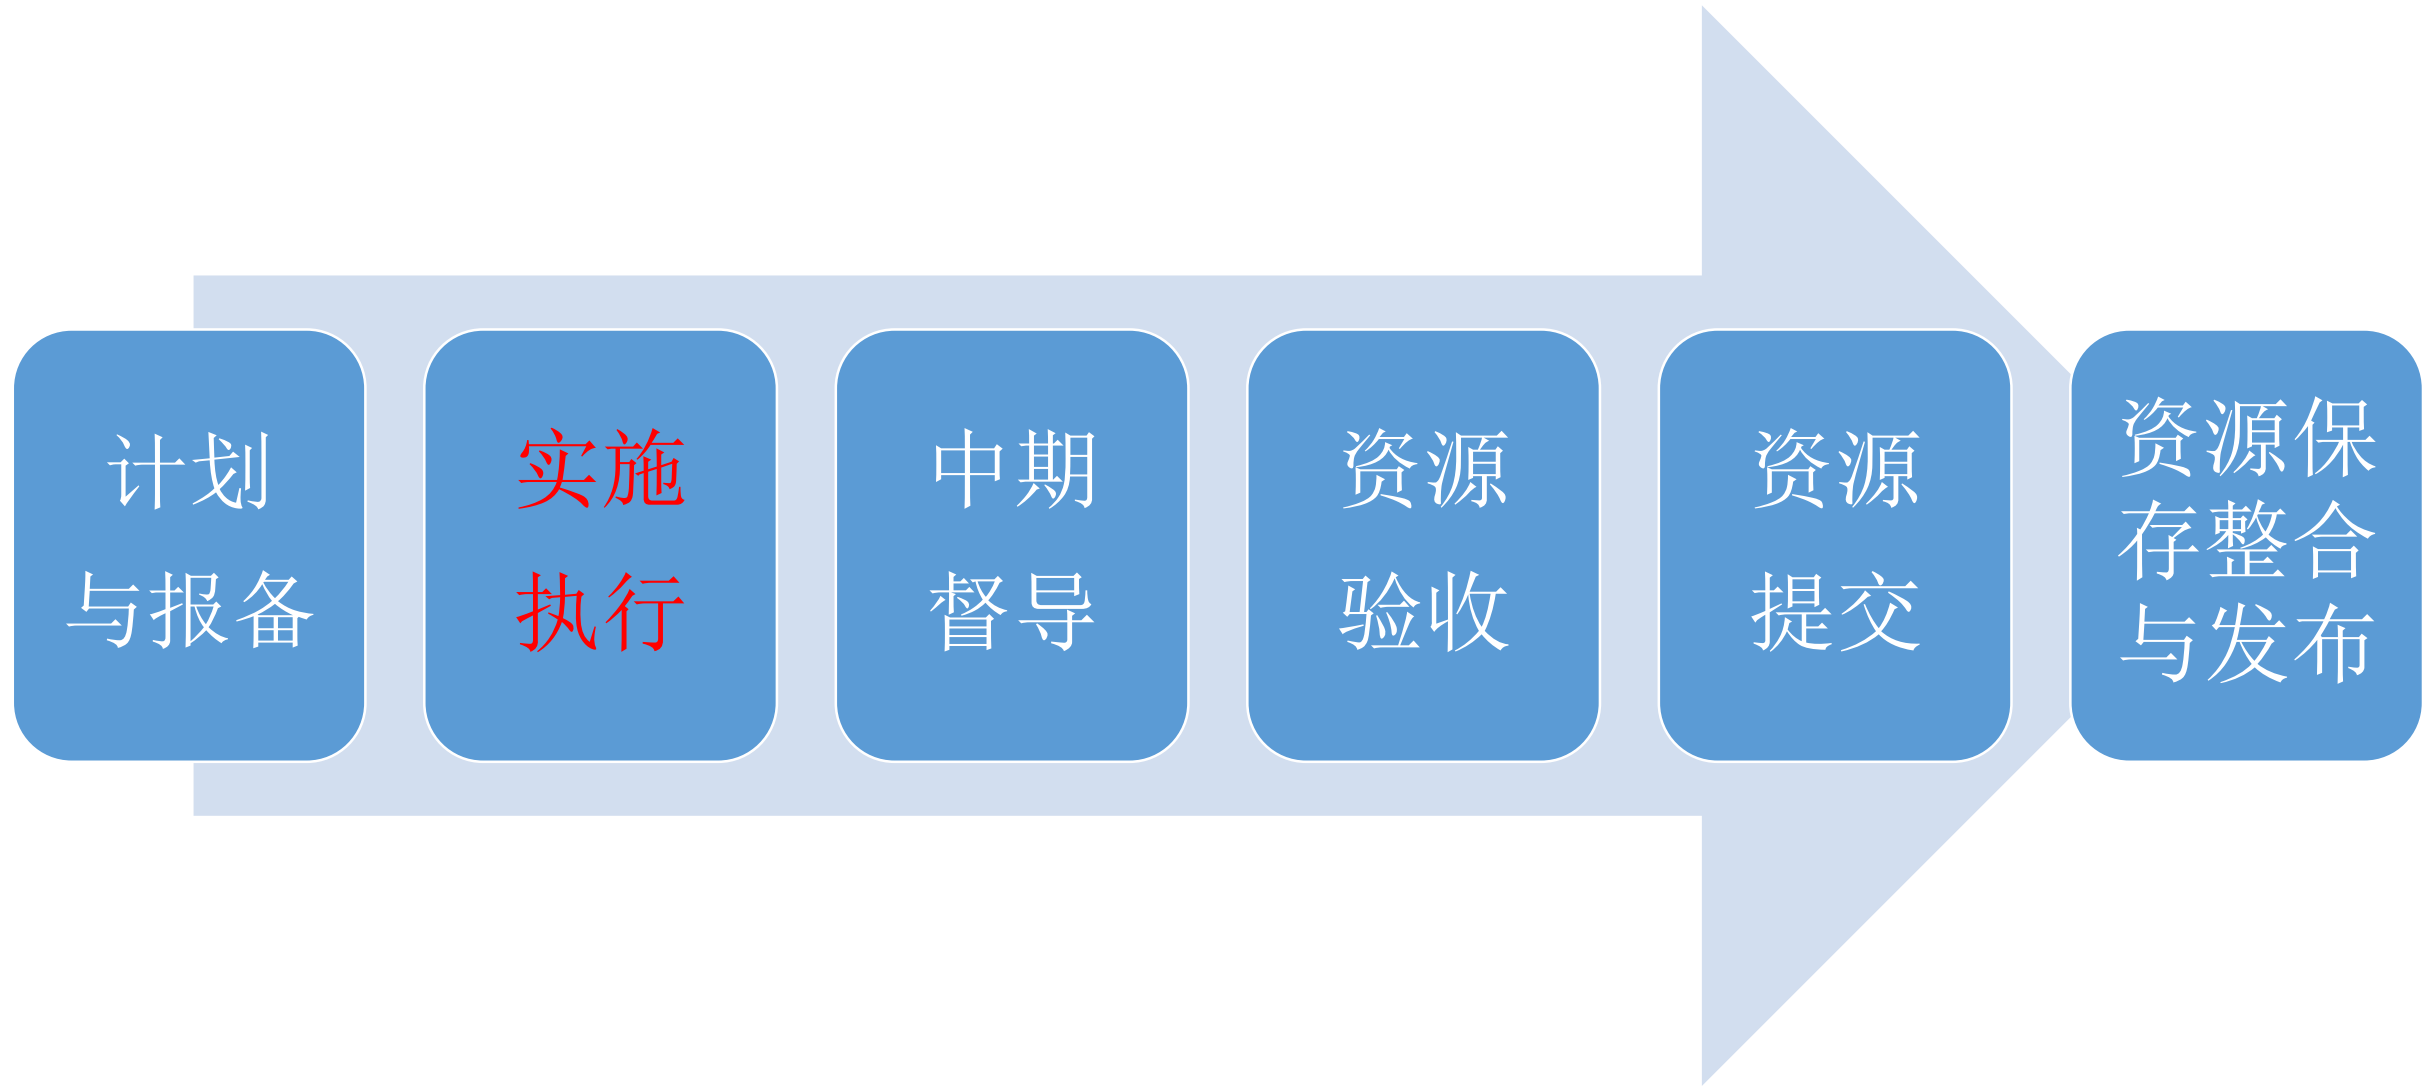 计划
与报备
实施
执行
中期
督导
资源
验收
资源
提交
资源保
存整合
与发布